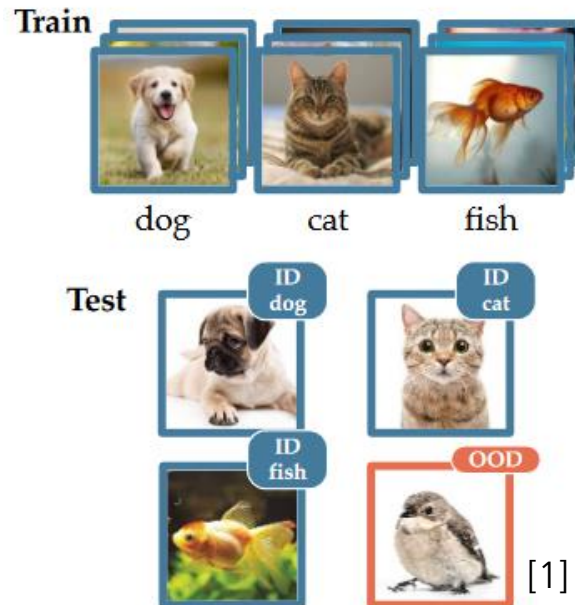 Train
dog cat fish
Test
ID
dog
ID
cat
ID
fish
OOD
[1]